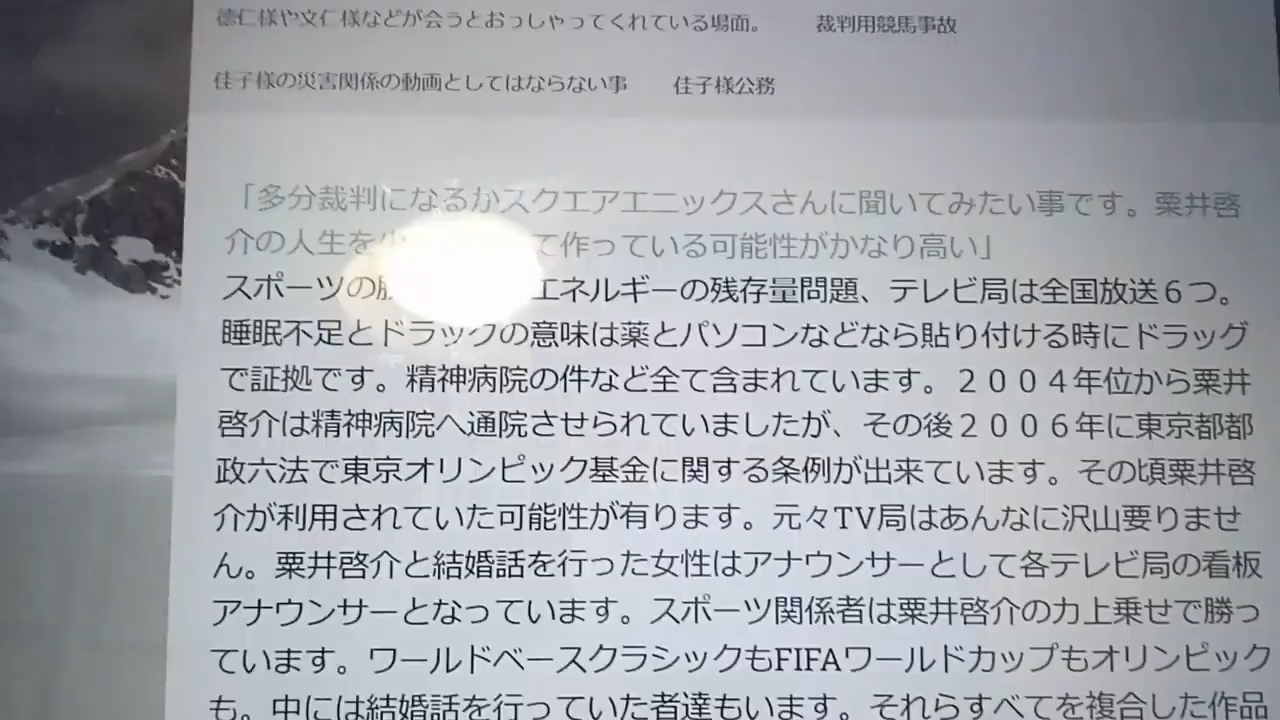 徳仁様や文仁様などが会うとおっしゃってくれている場面。 裁判用競馬事故
佳子様の災害関係の動画としてはならない事 佳子様公務
「多分裁判になるかスクエアエニックスさんに聞いてみたい事です。粟井啓
介の人生を て作っている可能性がかなり高い」
スポーツの エネルギーの残存量問題、テレビ局は全国放送６つ。
睡眠不足とドラッグの意味は薬とパソコンなどなら貼り付ける時にドラッグ
で証拠です。精神病院の件など全て含まれています。２００４年位から粟井
啓介は精神病院へ通院させられていましたが、その後２００６年に東京都都
政六法で東京オリンピック基金に関する条例が出来ています。その頃粟井啓
介が利用されていた可能性が有ります。元々TV局はあんなに沢山要りませ
ん。粟井啓介と結婚話を行った女性はアナウンサーとして各テレビ局の看板
アナウンサーとなっています。スポーツ関係者は粟井啓介の力上乗せで勝っ
ています。ワールドベースクラシックもFIFAワールドカップもオリンピック
も。中には結婚話を行っていた者達もいます。それらすべてを複合した作品